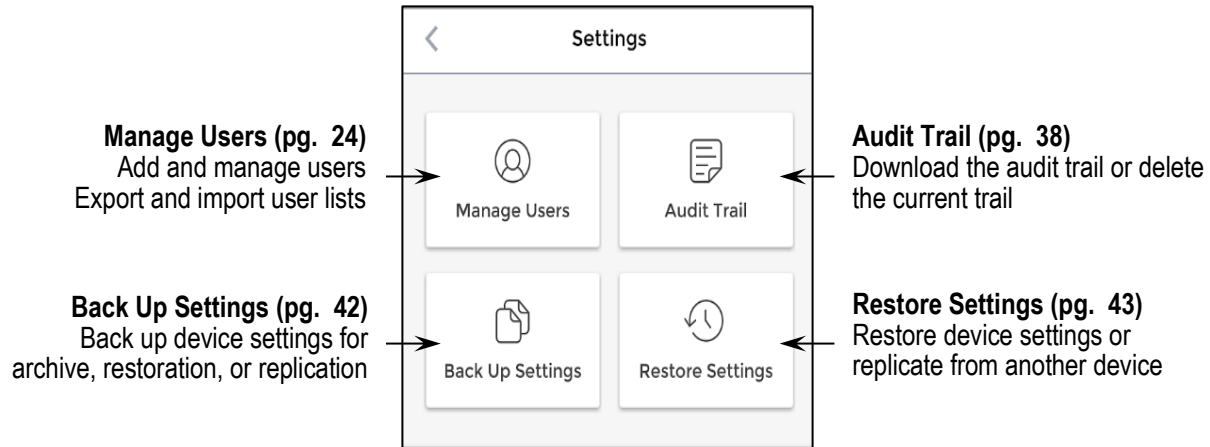 Settings
Manage Users (pg. 24)
Add and manage users
Export and import user lists
Manage Users
Audit Trail
Audit Trail (pg. 38)
Download the audit trail or delete
the current trail
Back Up Settings (pg. 42)
Back up device settings for
archive, restoration, or replication
Back Up Settings
Restore Settings
Restore Settings (pg. 43)
Restore device settings or
replicate from another device